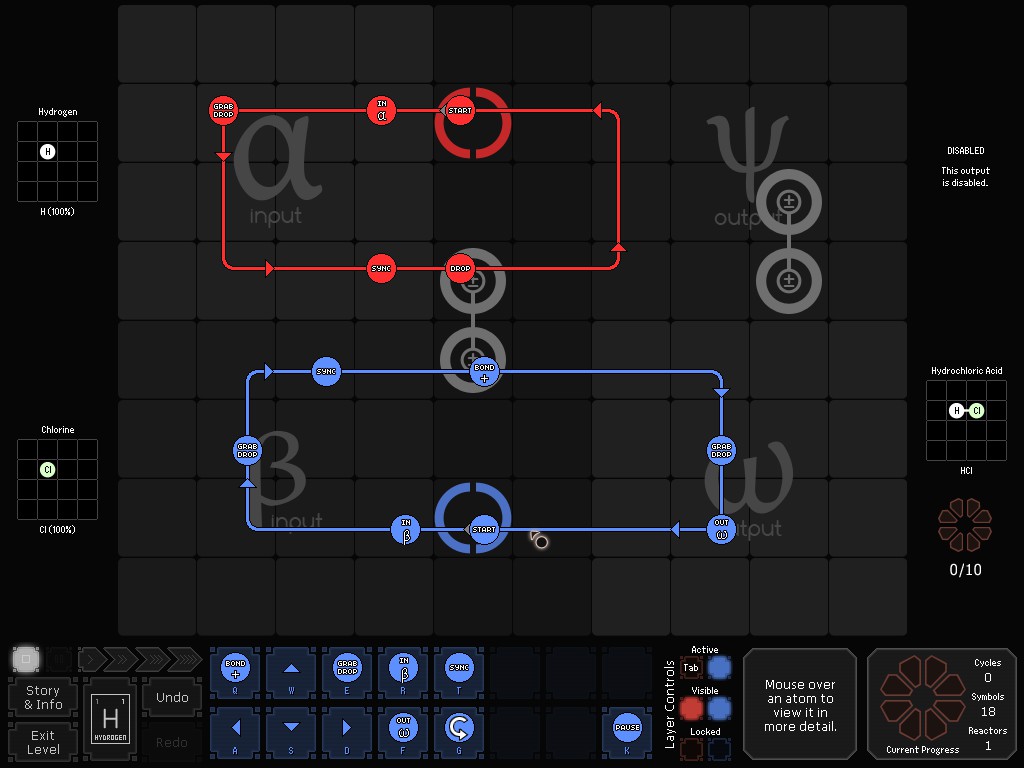 Hydrogen
H
H (100%)
GRAB
DROP
IN
α
START
α
input
ψ
output
DISABLED
This output
is disabled.
SYNC
DROP
±
±
±
±
SYNC
BOND
+
Hydrochloric Acid
H Cl
HCl
Chlorine
Cl
Cl (100%)
GRAB
DROP
β
input
GRAB
DROP
ω
output
IN
β
START
OUT
ω
0/10
Story
& Info
Exit
Level
1 1
H
HYDROGEN
Undo
Redo
BOND
+
Q
W
GRAB
DROP
E
IN
β
R
SYNC
T
A
S
D
OUT
ω
F
G
PAUSE
K
Layer Controls
Active
Tab
Visible
Locked
Mouse over
an atom to
view it in
more detail.
Current Progress
Cycles
0
Symbols
18
Reactors
1